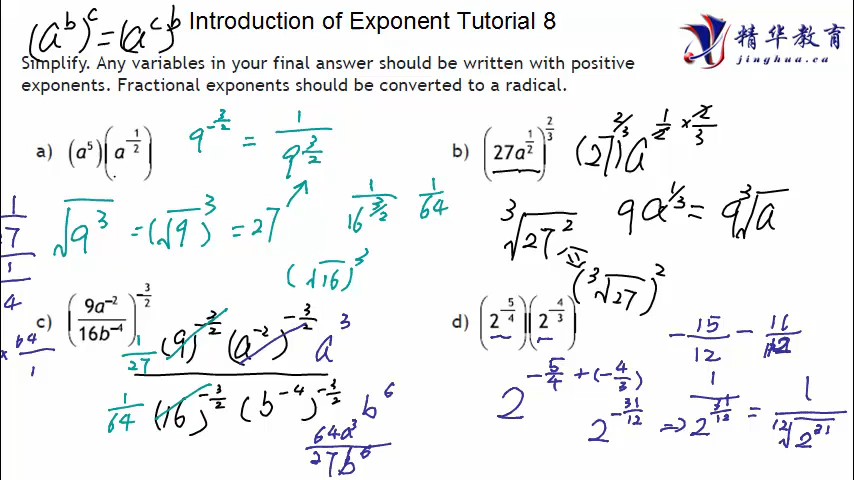 (a^b)^c = (a^c)^b
Introduction of Exponent Tutorial 8
精华教育
jinghua.ca
Simplify. Any variables in your final answer should be written with positive
exponents. Fractional exponents should be converted to a radical.
a) (a^5)(a^(-1/2))
9^(-3/2) = 1/9^(3/2)
√9^3 = (√9)^3 = 27
1/16^(3/2) 1/64
(√16)^3
b) (27a^(1/2))^(2/3) (27)^(2/3) a^(1/2 × 2/3)
∛27^2 9a^(1/3) = 9∛a
(∛27)^2
1/7
1/4
× 64/1
c) (9a^-2/16b^-4)^(-3/2)
1/27 (9)^(-3/2) (a^-2)^(-3/2) a^3
1/64 (16)^(-3/2) (b^-4)^(-3/2) b^6
64a^3/27b^6
d) (2^(-5/4))(2^(-4/3))
-15/12 - 16/12
2^(-5/4 + (-4/3))
2^(-31/12) ⇒ 1/2^(31/12) = 1/¹²√2^31